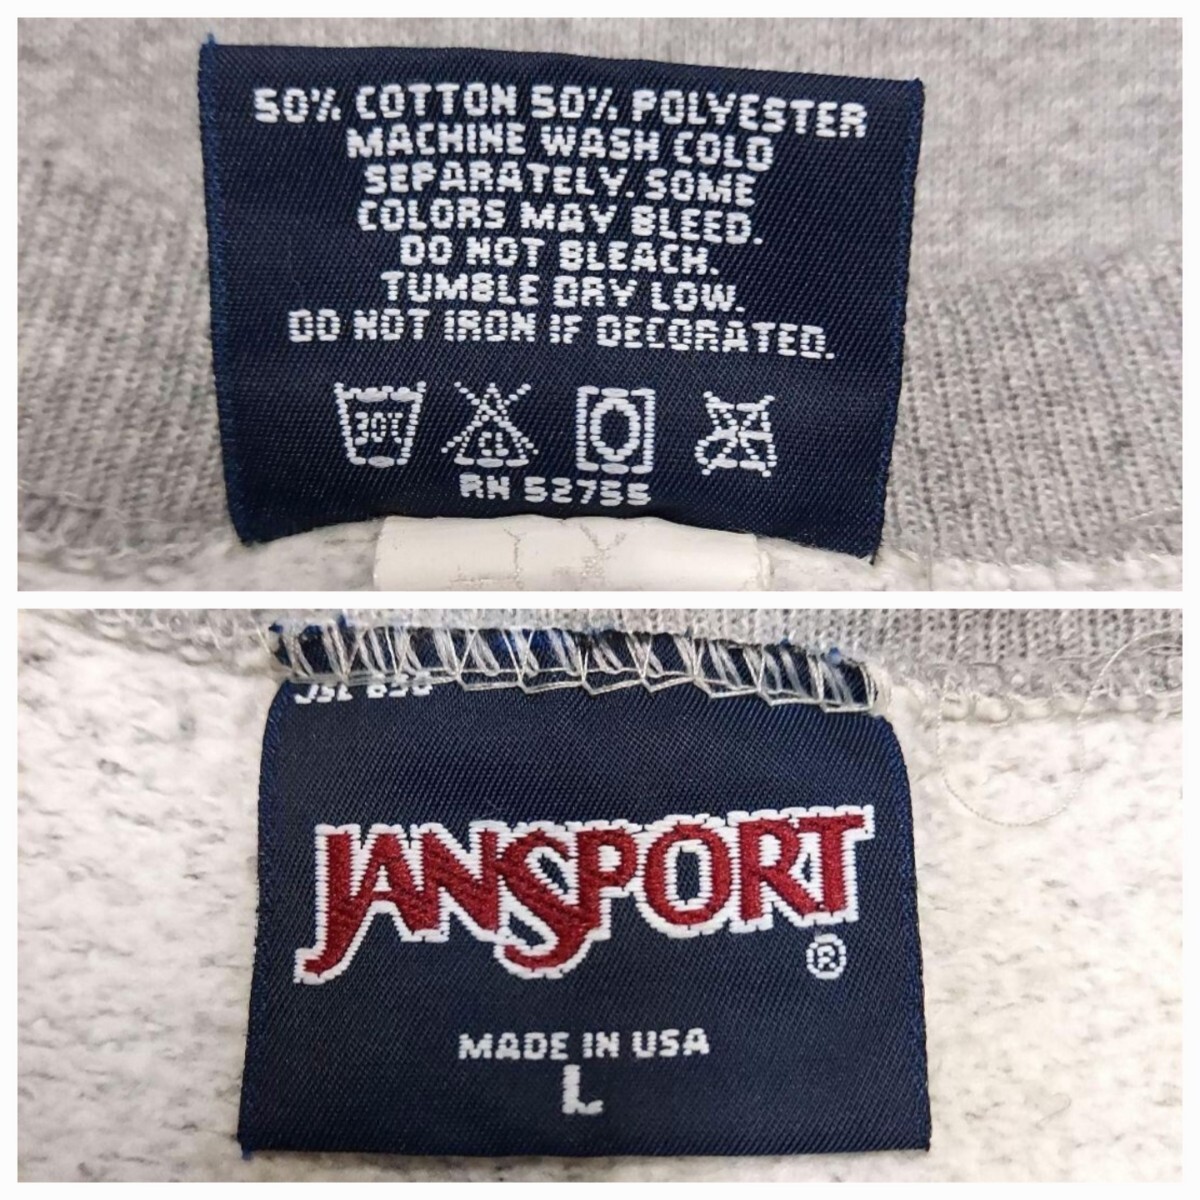 50% COTTON 50% POLYESTER
MACHINE WASH COLD
SEPARATELY. SOME
COLORS MAY BLEED.
DO NOT BLEACH.
TUMBLE DRY LOW.
DO NOT IRON IF DECORATED.
CL
RN 52755
JANSPORT
®
MADE IN USA
L